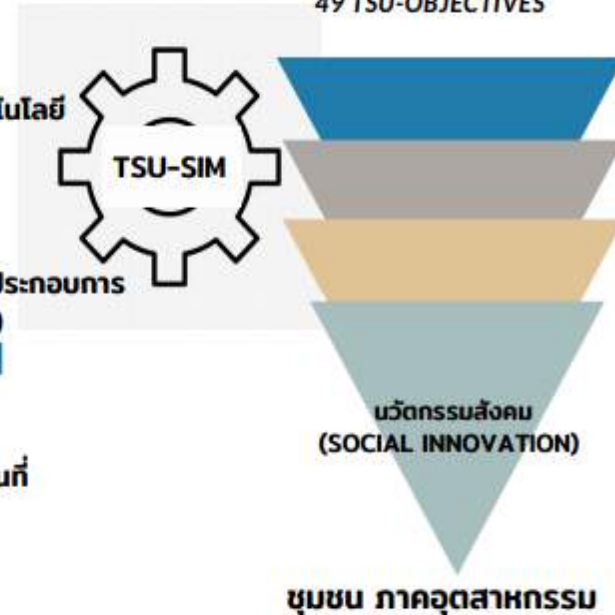 49 TSU-OBJECTIVES
นโลยี
TSU-SIM
ประกอบการ
)
นวัตกรรมสังคม
(SOCIAL INNOVATION)
นที่
ชุมชน ภาคอุตสาหกรรม